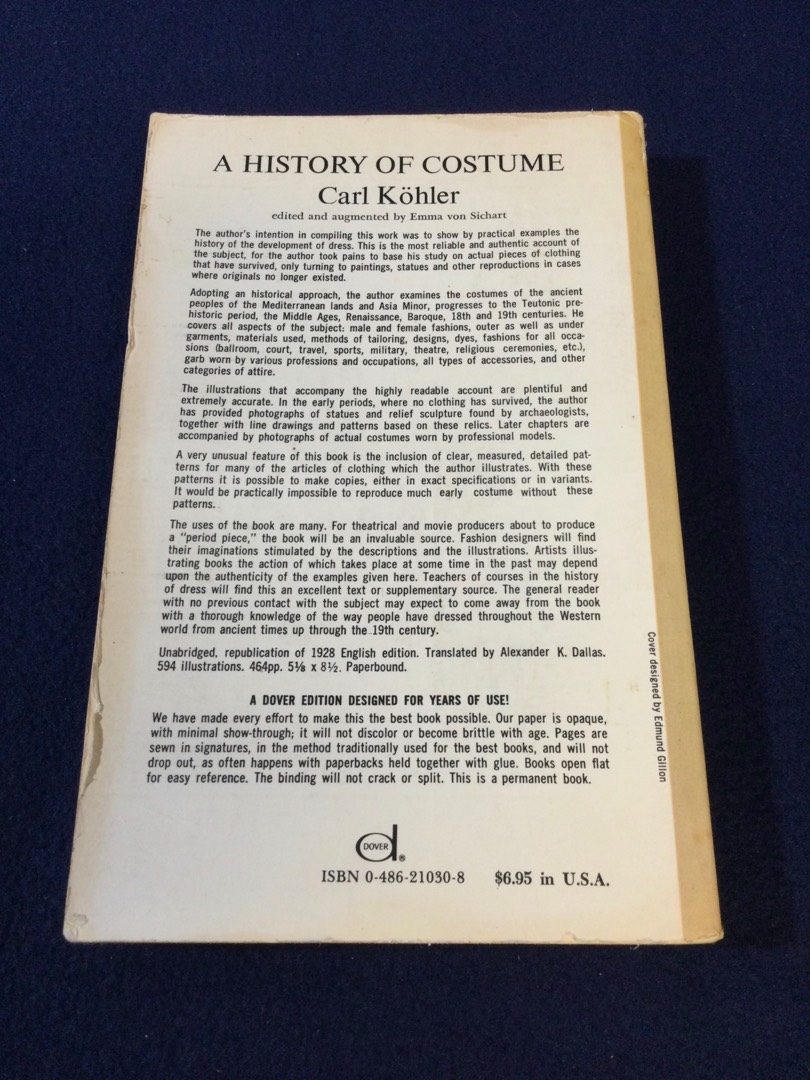 A HISTORY OF COSTUME
Carl Köhler
edited and augmented by Emma von Sichart
The author's intention in compiling this work was to show by practical examples the
history of the development of dress. This is the most reliable and authentic account of
the subject, for the author took pains to base his study on actual pieces of clothing
that have survived, only turning to paintings, statues and other reproductions in cases
where originals no longer existed.
Adopting an historical approach, the author examines the costumes of the ancient
peoples of the Mediterranean lands and Asia Minor, progresses to the Teutonic pre-
historic period, the Middle Ages, Renaissance, Baroque, 18th and 19th centuries. He
covers all aspects of the subject: male and female fashions, outer as well as under
garments, materials used, methods of tailoring, designs, dyes, fashions for all occa-
sions (ballroom, court, travel, sports, military, theatre, religious ceremonies, etc.),
garb worn by various professions and occupations, all types of accessories, and other
categories of attire.
The illustrations that accompany the highly readable account are plentiful and
extremely accurate. In the early periods, where no clothing has survived, the author
has provided photographs of statues and relief sculpture found by archaeologists,
together with line drawings and patterns based on these relics. Later chapters are
accompanied by photographs of actual costumes worn by professional models.
A very unusual feature of this book is the inclusion of clear, measured, detailed pat-
terns for many of the articles of clothing which the author illustrates. With these
patterns it is possible to make copies, either in exact specifications or in variants.
It would be practically impossible to reproduce much early costume without these
patterns.
The uses of the book are many. For theatrical and movie producers about to produce
a "period piece," the book will be an invaluable source. Fashion designers will find
their imaginations stimulated by the descriptions and the illustrations. Artists illus-
trating books the action of which takes place at some time in the past may depend
upon the authenticity of the examples given here. Teachers of courses in the history
of dress will find this an excellent text or supplementary source. The general reader
with no previous contact with the subject may expect to come away from the book
with a thorough knowledge of the way people have dressed throughout the Western
world from ancient times up through the 19th century.
Unabridged, republication of 1928 English edition. Translated by Alexander K. Dallas.
594 illustrations. 464pp. 5⅜ x 8½. Paperbound.
A DOVER EDITION DESIGNED FOR YEARS OF USE!
We have made every effort to make this the best book possible. Our paper is opaque,
with minimal show-through; it will not discolor or become brittle with age. Pages are
sewn in signatures, in the method traditionally used for the best books, and will not
drop out, as often happens with paperbacks held together with glue. Books open flat
for easy reference. The binding will not crack or split. This is a permanent book.
DOVER
®
ISBN 0-486-21030-8 $6.95 in U.S.A.
Cover designed by Edmund Gillon